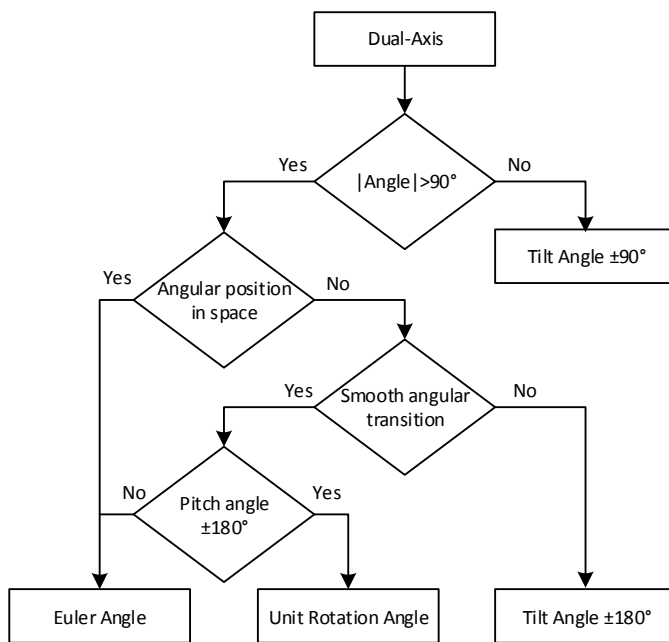 Dual-Axis
Yes
|Angle|>90°
No
Tilt Angle ±90°
Yes
Angular position
in space
No
Yes
Smooth angular
transition
No
No
Pitch angle
±180°
Yes
Euler Angle
Unit Rotation Angle
Tilt Angle ±180°